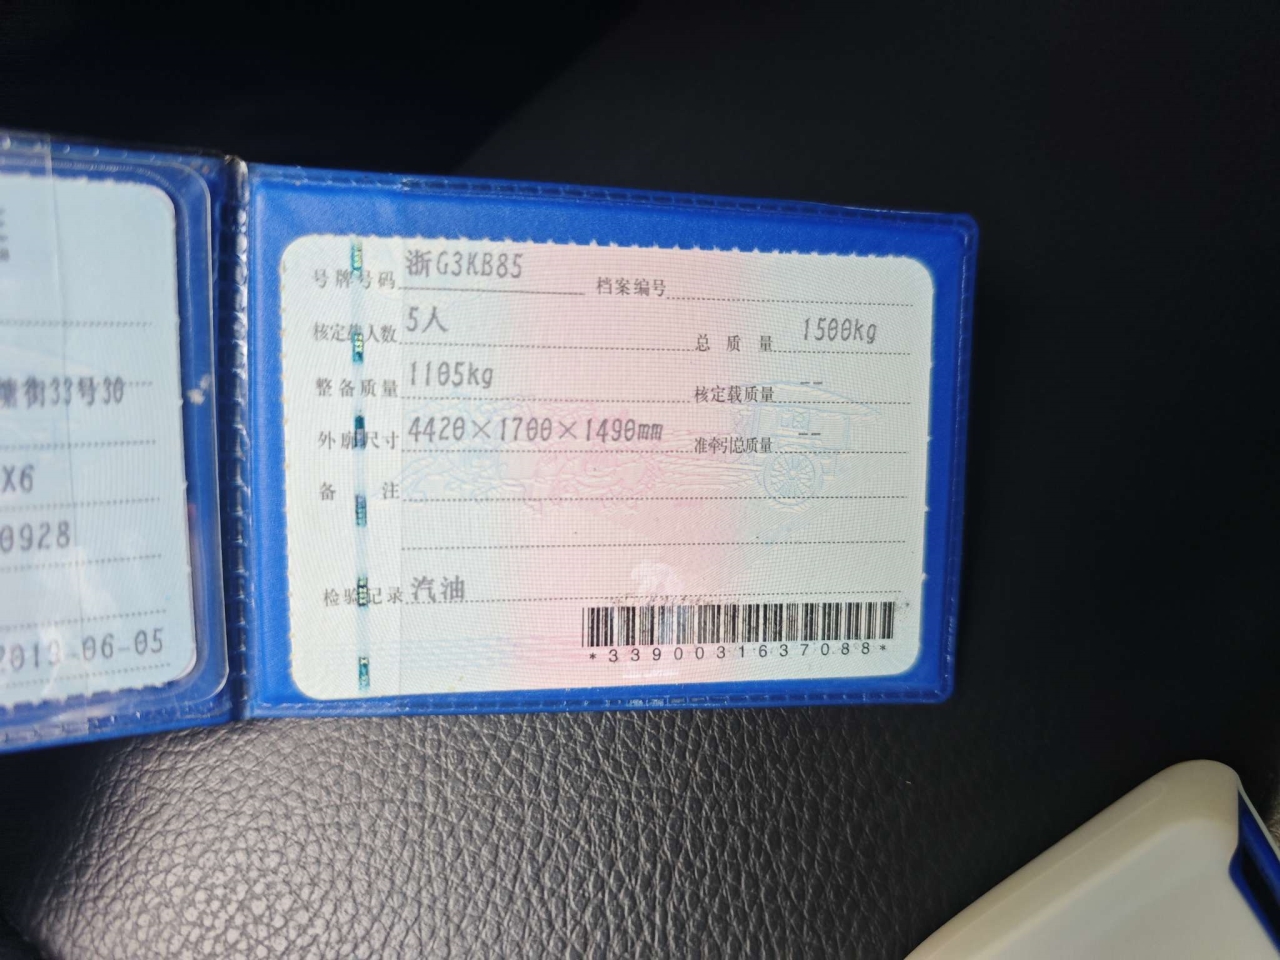 街33号30
X6
0928
2019-06-05
号牌号码 浙G3KB85 档案编号
核定载人数 5人 总质量 1500kg
整备质量 1105kg 核定载质量 --
外廓尺寸 4420×1700×1490mm 准牵引总质量 --
备注
检验记录 汽油
*3390031637088*